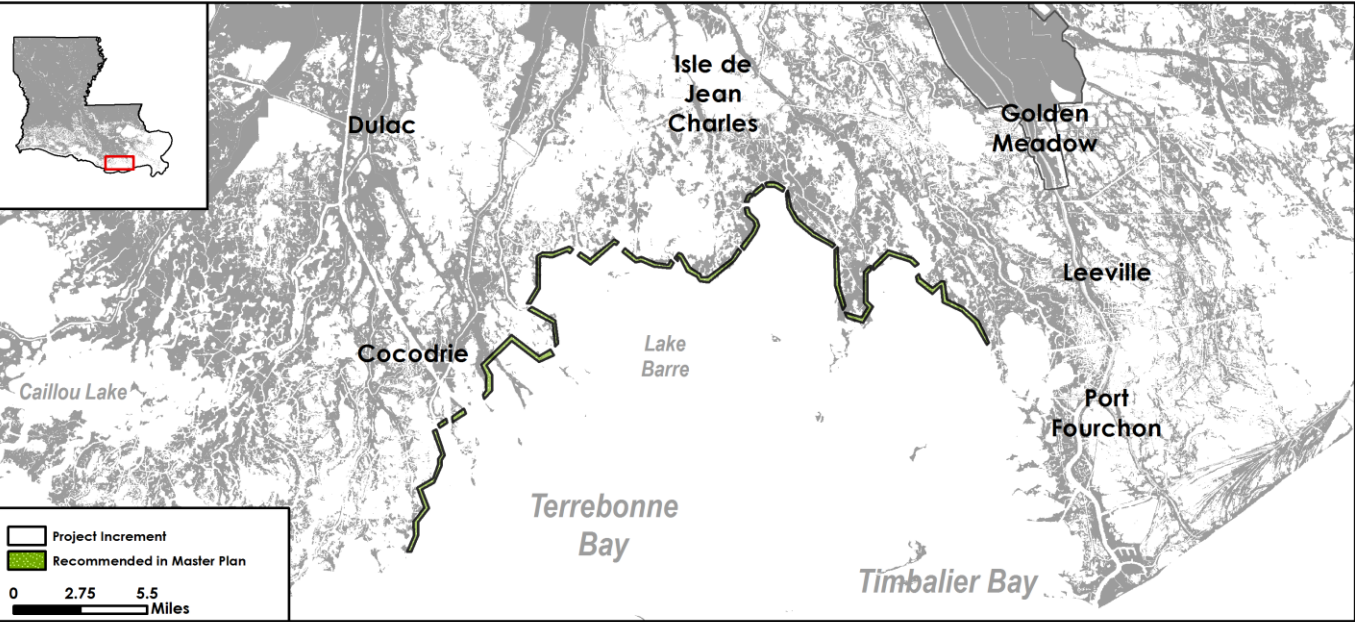 Isle de
Jean
Charles
Dulac
Golden
Meadow
Leeville
Lake
Barre
Cocodrie
Caillou Lake
Port
Fourchon
Terrebonne
Bay
Timbalier Bay
Project Increment
Recommended in Master Plan
0 2.75 5.5
Miles